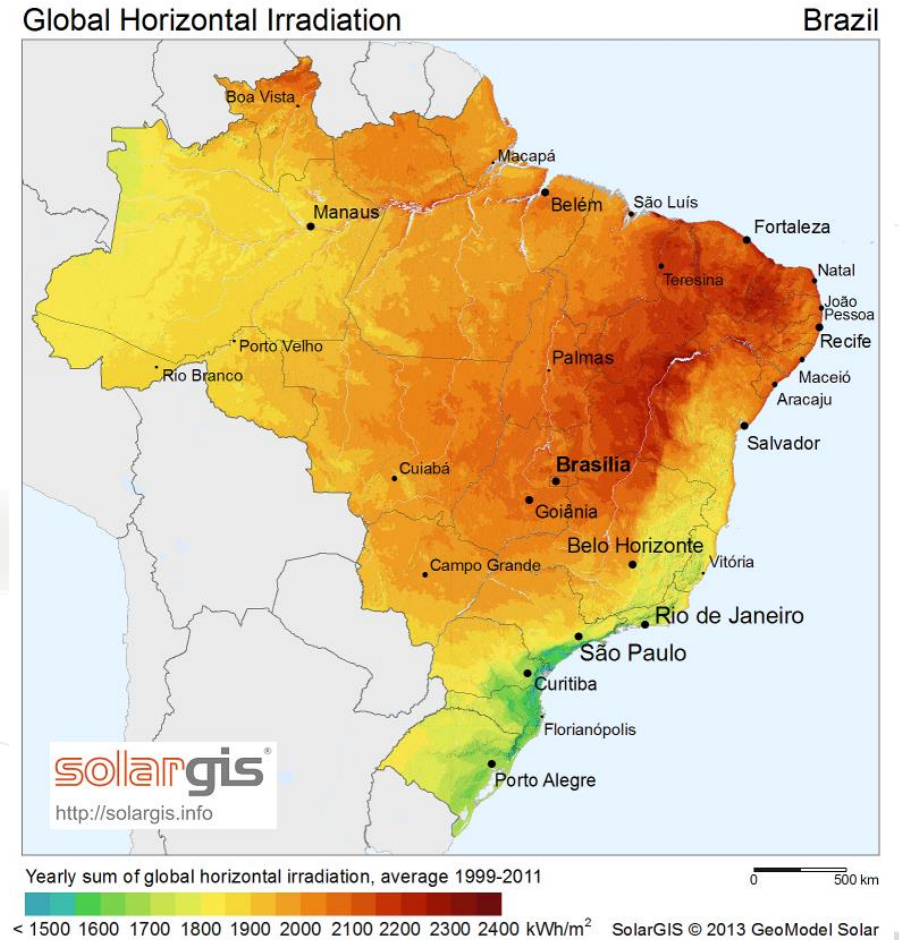 Global Horizontal Irradiation
Brazil
Boa Vista
Macapá
Belém
São Luís
Manaus
Fortaleza
Teresina
Natal
João
Pessoa
Recife
Porto Velho
Palmas
Rio Branco
Maceió
Aracaju
Salvador
Cuiabá
Brasília
Goiânia
Belo Horizonte
Campo Grande
Vitória
Rio de Janeiro
São Paulo
Curitiba
Florianópolis
Porto Alegre
solargis®
http://solargis.info
Yearly sum of global horizontal irradiation, average 1999-2011
0 500 km
< 1500 1600 1700 1800 1900 2000 2100 2200 2300 2400 kWh/m²
SolarGIS © 2013 GeoModel Solar